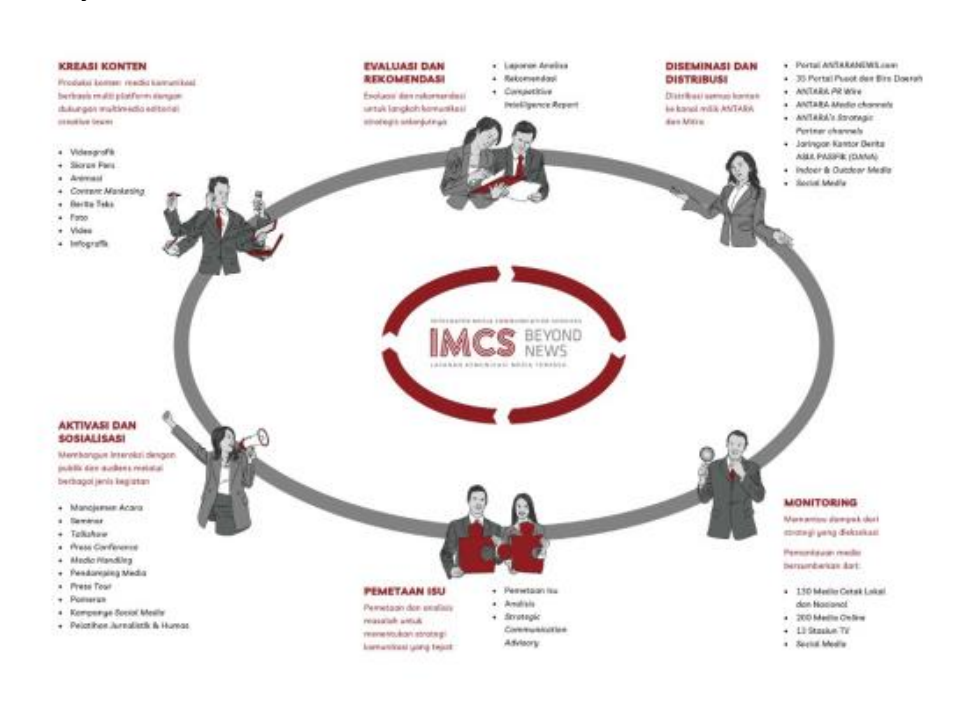 KREASI KONTEN
Produksi konten media komunikasi
berbasis multi platform dengan
dukungan multimedia editorial
creative team
• Videografik
• Siaran Pers
• Animasi
• Content Marketing
• Berita Teks
• Foto
• Video
• Infografik
EVALUASI DAN
REKOMENDASI
Evaluasi dan rekomendasi
untuk langkah komunikasi
strategis selanjutnya
• Laporan Analisa
• Rekomendasi
• Competitive
Intelligence Report
DISEMINASI DAN
DISTRIBUSI
Distribusi semua konten
ke kanal milik ANTARA
dan Mitra
• Portal ANTARANEWS.com
• 35 Portal Pusat dan Biro Daerah
• ANTARA PR Wire
• ANTARA Media channels
• ANTARA's Strategic
Partner channels
• Jaringan Kantor Berita
ASIA PASIFIK (OANA)
• Indoor & Outdoor Media
• Social Media
INTEGRATED MEDIA COMMUNICATION SERVICES
IMCS BEYOND
NEWS
LAYANAN KOMUNIKASI MEDIA TERPADU
AKTIVASI DAN
SOSIALISASI
Membangun interaksi dengan
publik dan audiens melalui
berbagai jenis kegiatan
• Manajemen Acara
• Seminar
• Talkshow
• Press Conference
• Media Handling
• Pendamping Media
• Press Tour
• Pameran
• Kampanye Social Media
• Pelatihan Jurnalistik & Humas
PEMETAAN ISU
Pemetaan dan analisis
masalah untuk
menentukan strategi
komunikasi yang tepat
• Pemetaan Isu
• Analisis
• Strategic
Communication
Advisory
MONITORING
Memantau dampak dari
strategi yang dieksekusi
Pemantauan media
bersumberkan dari:
• 130 Media Cetak Lokal
dan Nasional
• 200 Media Online
• 13 Stasiun TV
• Social Media